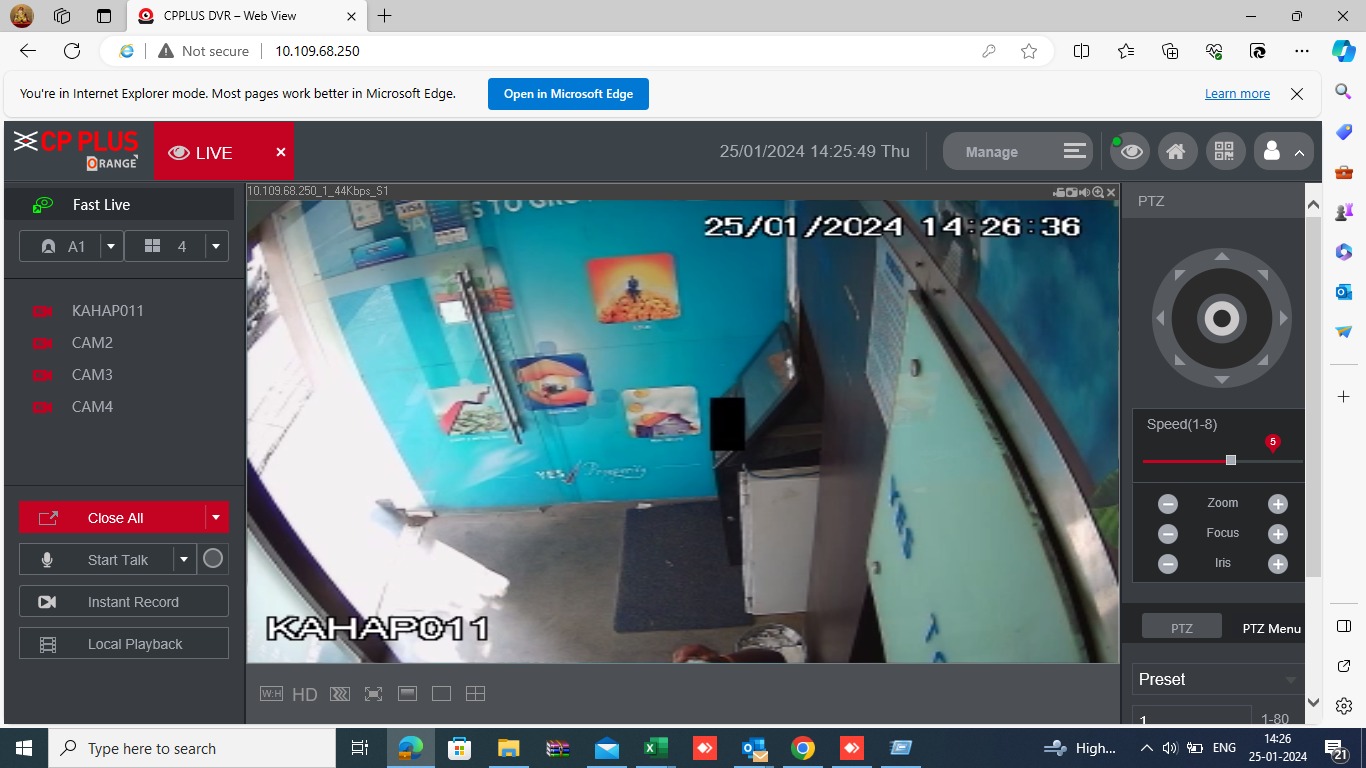 CPPLUS DVR – Web View
Not secure
10.109.68.250
You're in Internet Explorer mode. Most pages work better in Microsoft Edge.
Open in Microsoft Edge
Learn more
CP PLUS
ORANGE
LIVE
25/01/2024 14:25:49 Thu
Manage
Fast Live
A1
4
KAHAP011
CAM2
CAM3
CAM4
Close All
Start Talk
Instant Record
Local Playback
10.109.68.250_1_44Kbps_S1
25/01/2024 14:26:36
YES Prosperity
KAHAP011
W:H
HD
PTZ
Speed(1-8)
5
Zoom
Focus
Iris
PTZ
PTZ Menu
Preset
1
1-80
Type here to search
High...
ENG
14:26
25-01-2024
21